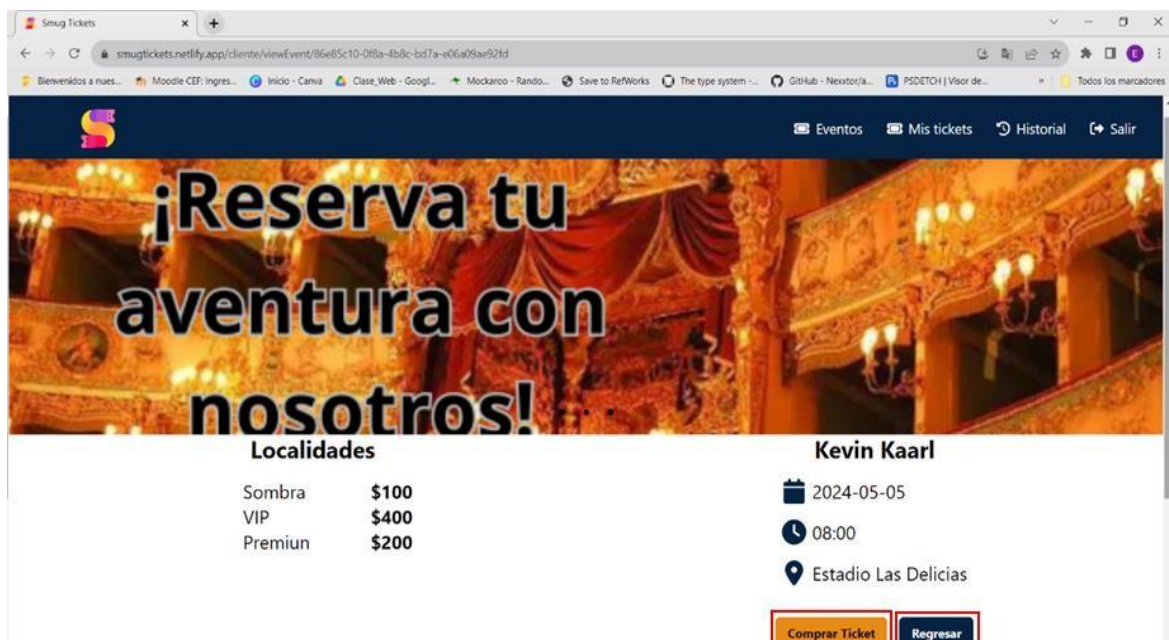 Smug Tickets
smugtickets.netlify.app/cliente/viewEvent/86e85c10-0f8a-4b8c-bd7a-e06a09ae92fd
Bienvenidos a nues... Moodle CEF: Ingres... Inicio - Canva Clase_Web - Googl... Mockaroo - Rando... Save to RefWorks The type system -... GitHub - Nexxtor/a... PSDETCH | Visor de... » Todos los marcadores
Eventos Mis tickets Historial Salir
¡Reserva tu
aventura con
nosotros!
Localidades
Sombra $100
VIP $400
Premiun $200
Kevin Kaarl
2024-05-05
08:00
Estadio Las Delicias
Comprar Ticket Regresar